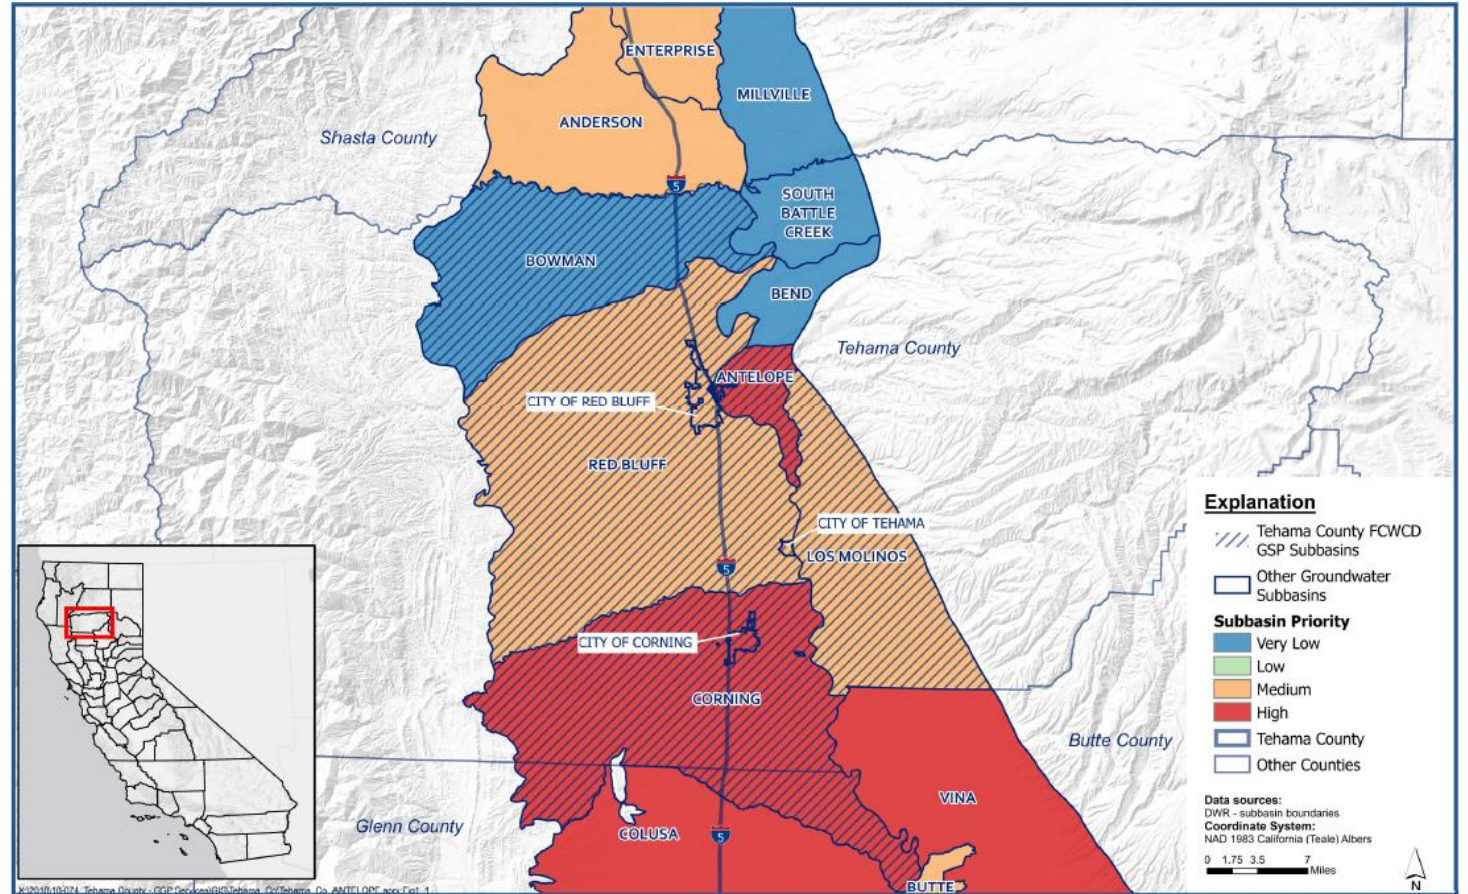 ENTERPRISE
MILLVILLE
ANDERSON
Shasta County
5
SOUTH
BATTLE
CREEK
BOWMAN
BEND
Tehama County
ANTELOPE
CITY OF RED BLUFF
RED BLUFF
CITY OF TEHAMA
LOS MOLINOS
5
CITY OF CORNING
CORNING
Butte County
VINA
Glenn County
COLUSA
5
BUTTE
Explanation
Tehama County FCWCD
GSP Subbasins
Other Groundwater
Subbasins
Subbasin Priority
Very Low
Low
Medium
High
Tehama County
Other Counties
Data sources:
DWR - subbasin boundaries
Coordinate System:
NAD 1983 California (Teale) Albers
0 1.75 3.5 7
Miles
N